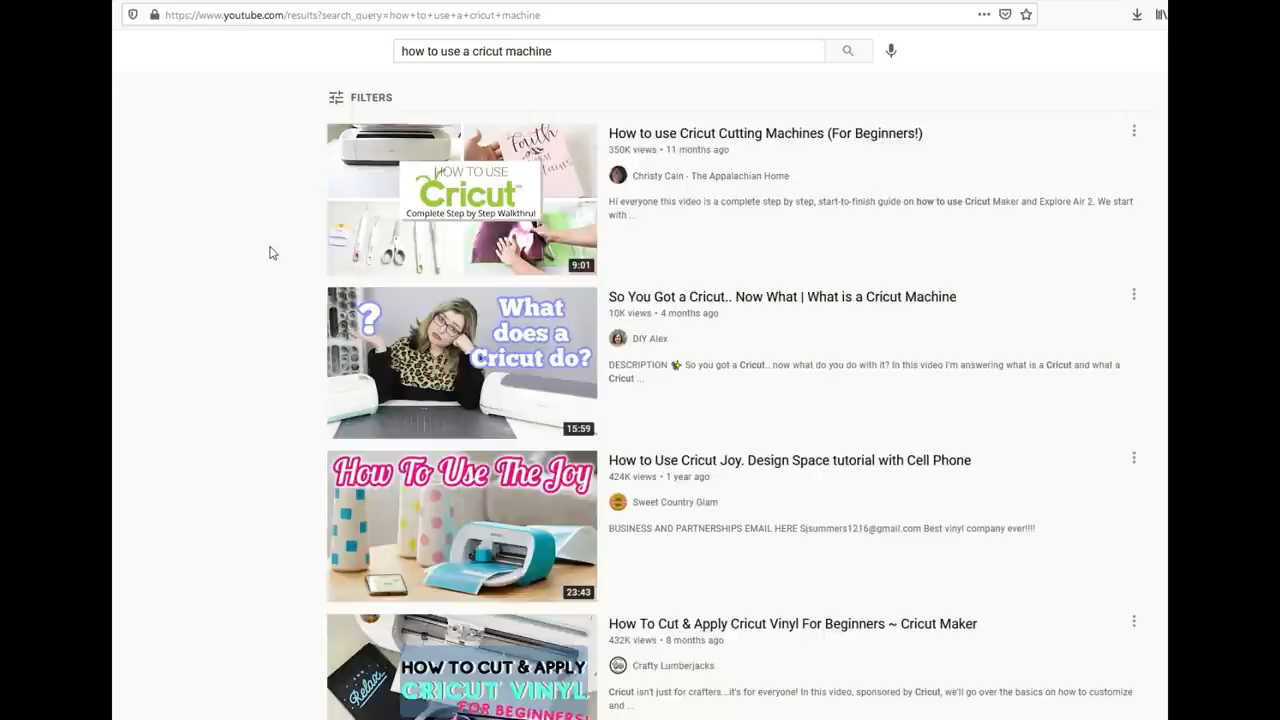 https://www.youtube.com/results?search_query=how+to+use+a+cricut+machine
how to use a cricut machine
FILTERS
HOW TO USE
Cricut
Complete Step by Step Walkthru!
9:01
How to use Cricut Cutting Machines (For Beginners!)
350K views • 11 months ago
Christy Cain - The Appalachian Home
Hi everyone this video is a complete step by step, start-to-finish guide on how to use Cricut Maker and Explore Air 2. We start
with ...
?
What
does a
Cricut do?
15:59
So You Got a Cricut.. Now What | What is a Cricut Machine
10K views • 4 months ago
DIY Alex
DESCRIPTION So you got a Cricut.. now what do you do with it? In this video I'm answering what is a Cricut and what a
Cricut ...
How To Use The Joy
23:43
How to Use Cricut Joy. Design Space tutorial with Cell Phone
424K views • 1 year ago
Sweet Country Glam
BUSINESS AND PARTNERSHIPS EMAIL HERE Sjsummers1216@gmail.com Best vinyl company ever!!!!
Relax
HOW TO CUT & APPLY
CRICUT VINYL
FOR BEGINNERS!
How To Cut & Apply Cricut Vinyl For Beginners ~ Cricut Maker
432K views • 8 months ago
Crafty Lumberjacks
Cricut isn't just for crafters...it's for everyone! In this video, sponsored by Cricut, we'll go over the basics on how to customize
and ...